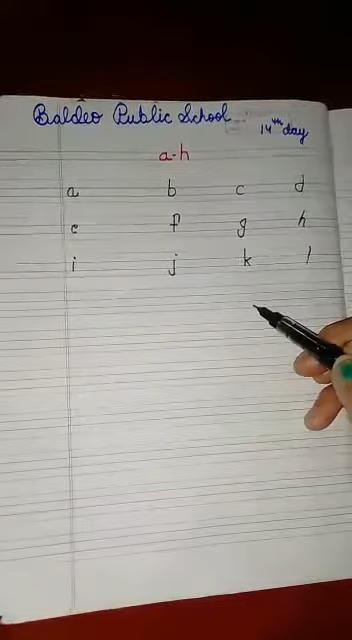 Baldeo Public School
14th day
a-h
a b c d
e f g h
i j k l